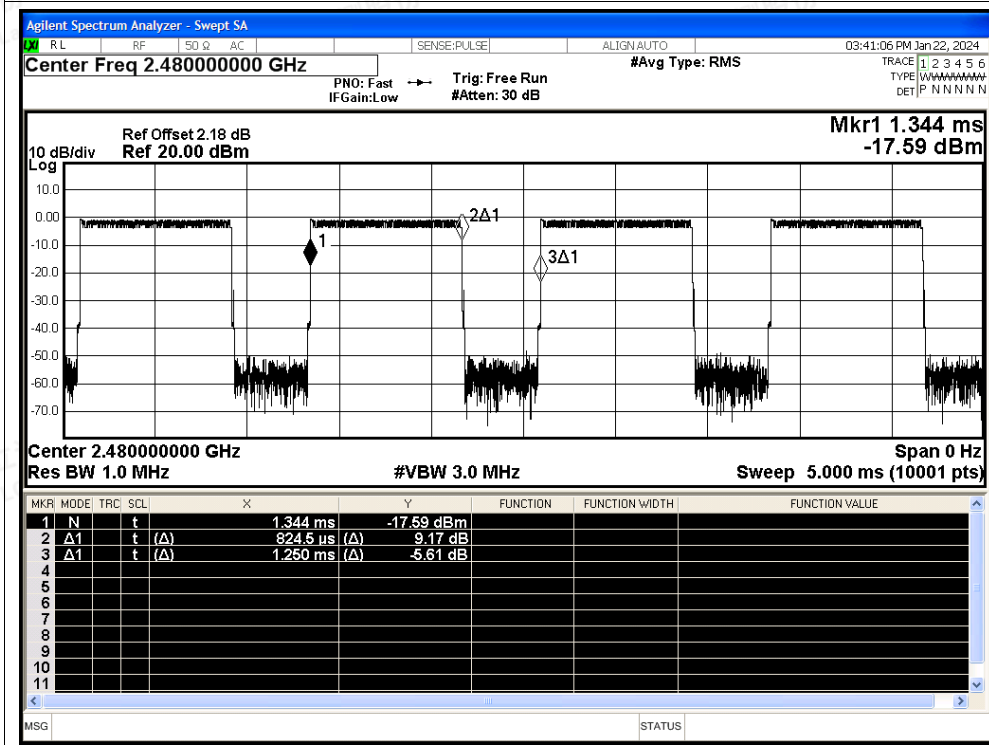 Agilent Spectrum Analyzer - Swept SA
LXI RL RF 50 Ω AC SENSE:PULSE ALIGN AUTO 03:41:06 PM Jan 22, 2024
Center Freq 2.480000000 GHz #Avg Type: RMS TRACE 1 2 3 4 5 6
PNO: Fast Trig: Free Run TYPE
IFGain:Low #Atten: 30 dB DET P N N N N N
Mkr1 1.344 ms
Ref Offset 2.18 dB
10 dB/div Ref 20.00 dBm -17.59 dBm
Log
10.0
0.00
2Δ1
-10.0
1
3Δ1
-20.0
-30.0
-40.0
-50.0
-60.0
-70.0
Center 2.480000000 GHz Span 0 Hz
Res BW 1.0 MHz #VBW 3.0 MHz Sweep 5.000 ms (10001 pts)
MKR MODE TRC SCL X Y FUNCTION FUNCTION WIDTH FUNCTION VALUE
1 N t 1.344 ms -17.59 dBm
2 Δ1 t (Δ) 824.5 µs (Δ) 9.17 dB
3 Δ1 t (Δ) 1.250 ms (Δ) -5.61 dB
4
5
6
7
8
9
10
11
MSG STATUS